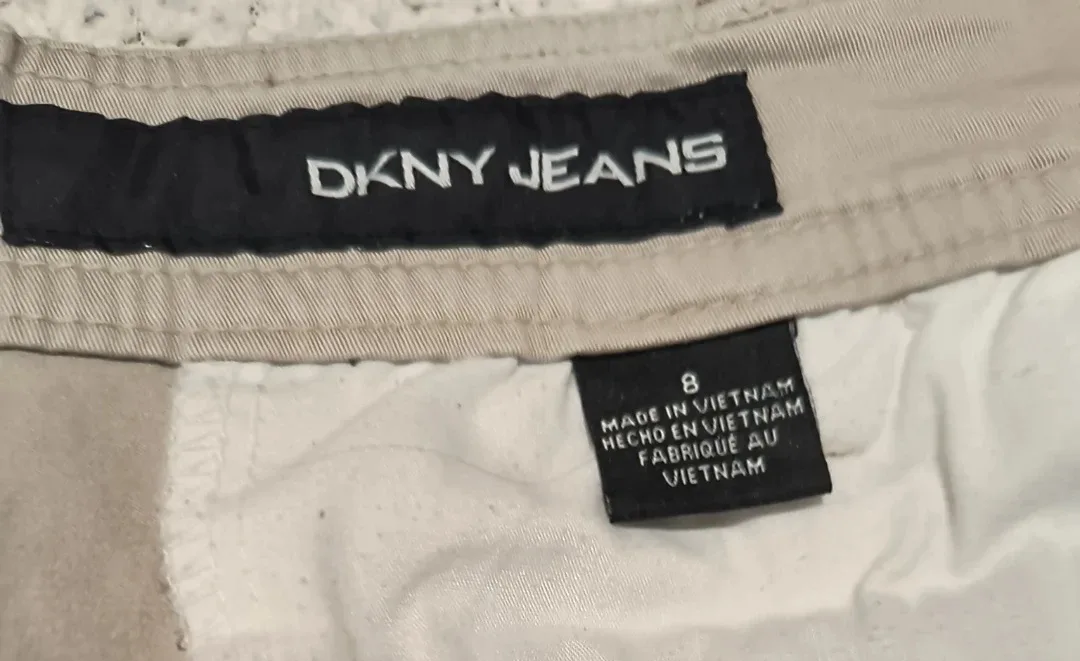 DKNY JEANS
8
MADE IN VIETNAM
HECHO EN VIETNAM
FABRIQUÉ AU
VIETNAM